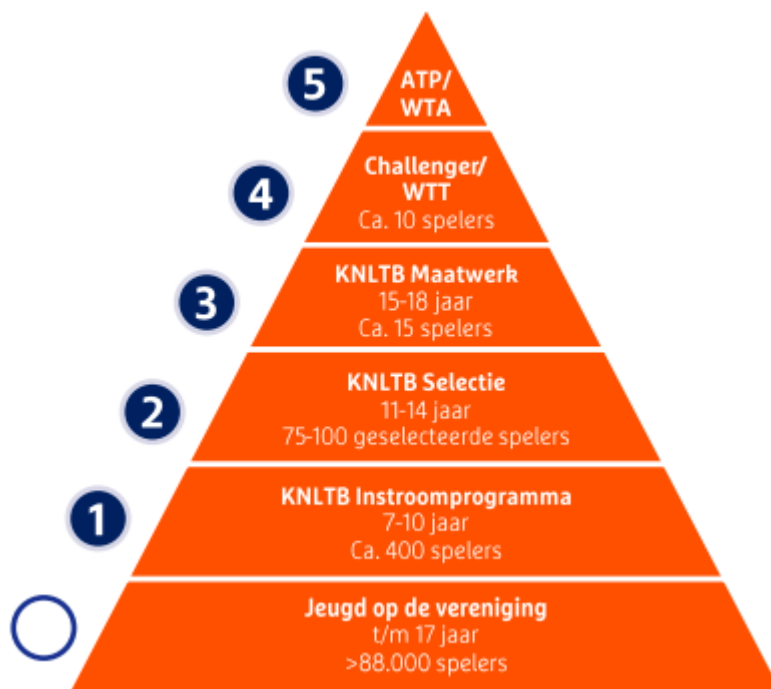 5
ATP/
WTA
4
Challenger/
WTT
Ca. 10 spelers
3
KNLTB Maatwerk
15-18 jaar
Ca. 15 spelers
2
KNLTB Selectie
11-14 jaar
75-100 geselecteerde spelers
1
KNLTB Instroomprogramma
7-10 jaar
Ca. 400 spelers
Jeugd op de vereniging
t/m 17 jaar
>88.000 spelers